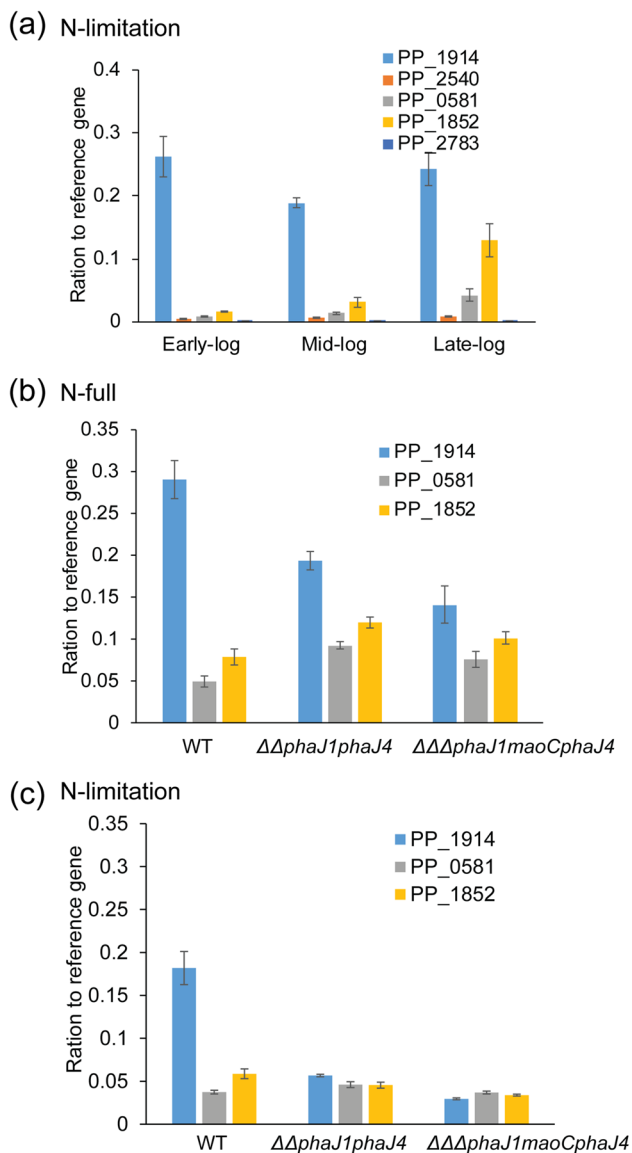 (a) N-limitation
PP_1914
PP_2540
PP_0581
PP_1852
PP_2783
Ration to reference gene
0.4
0.3
0.2
0.1
0
Early-log Mid-log Late-log
(b) N-full
PP_1914
PP_0581
PP_1852
Ration to reference gene
0.35
0.3
0.25
0.2
0.15
0.1
0.05
0
WT ΔΔphaJ1phaJ4 ΔΔΔphaJ1maoCphaJ4
(c) N-limitation
PP_1914
PP_0581
PP_1852
Ration to reference gene
0.35
0.3
0.25
0.2
0.15
0.1
0.05
0
WT ΔΔphaJ1phaJ4 ΔΔΔphaJ1maoCphaJ4